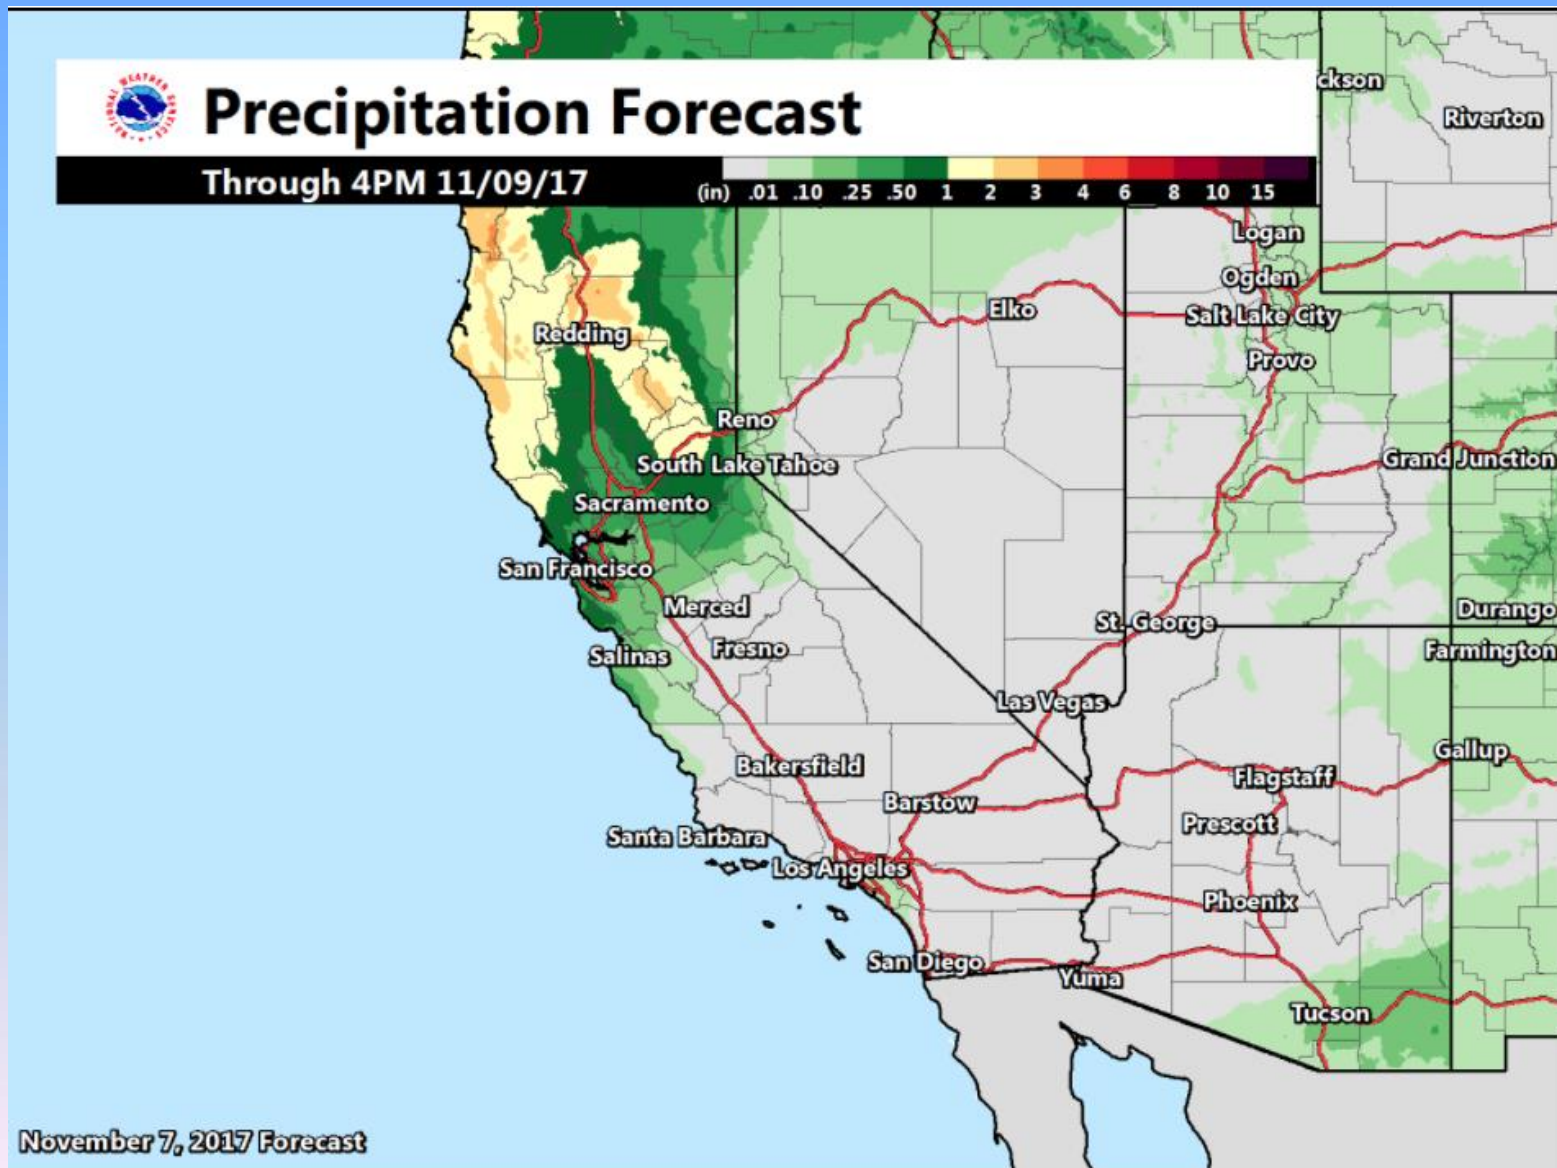 NATIONAL WEATHER SERVICE
Precipitation Forecast
Through 4PM 11/09/17
(in) .01 .10 .25 .50 1 2 3 4 6 8 10 15
ckson
Riverton
Logan
Ogden
Elko
Salt Lake City
Redding
Provo
Reno
South Lake Tahoe
Grand Junction
Sacramento
San Francisco
Merced
Durango
St. George
Salinas
Fresno
Farmington
Las Vegas
Gallup
Bakersfield
Flagstaff
Barstow
Prescott
Santa Barbara
Los Angeles
Phoenix
San Diego
Yuma
Tucson
November 7, 2017 Forecast